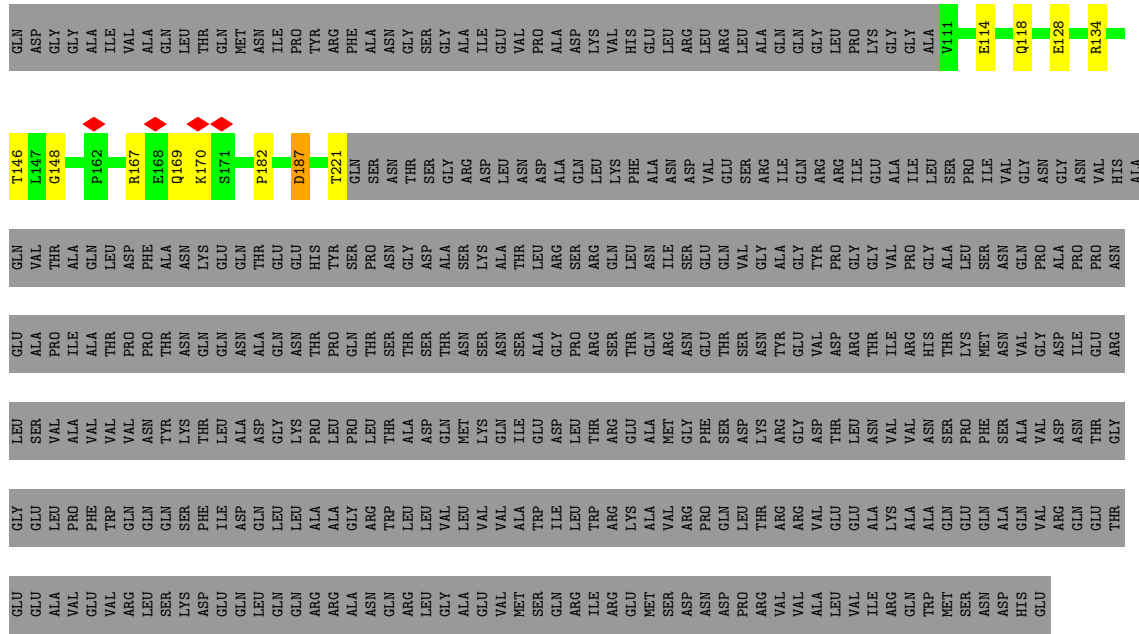 GLN ASP GLY GLY ALA ILE VAL ALA GLN LEU THR GLN MET ASN ILE PRO TYR ARG PHE ALA ASN GLY SER GLY ALA ILE GLU VAL PRO ALA ASP LYS VAL HIS GLU LEU ARG LEU ARG LEU ALA GLN GLN GLY LEU PRO LYS GLY GLY ALA V111 E114 Q118 E128 R134
T146 L147 G148 P162 R167 E168 Q169 K170 S171 P182 D187 T221 GLN SER ASN THR SER GLY ARG ASP LEU ASN ASP ALA GLN LEU LYS PHE ALA ASN ASP VAL GLU SER ARG ILE GLN ARG ARG ILE GLU ALA ILE LEU SER PRO ILE VAL GLY ASN GLY ASN VAL HIS ALA
GLN VAL THR ALA GLN LEU ASP PHE ALA ASN LYS GLU GLN THR GLU GLU HIS TYR SER PRO ASN GLY ASP ALA SER LYS ALA THR LEU ARG SER ARG GLN LEU ASN ILE SER GLU GLN VAL GLY ALA GLY TYR PRO GLY GLY VAL PRO GLY ALA LEU SER ASN GLN PRO ALA PRO PRO ASN
GLU ALA PRO ILE ALA THR PRO PRO THR ASN GLN GLN ASN ALA GLN ASN THR PRO GLN THR SER THR SER THR ASN SER ASN SER ALA GLY PRO ARG SER THR GLN ARG ASN GLU THR SER ASN TYR GLU VAL ASP ARG THR ILE ARG HIS THR LYS MET ASN VAL GLY ASP ILE GLU ARG
LEU SER VAL ALA VAL VAL VAL ASN TYR LYS THR LEU ALA ASP GLY LYS PRO LEU PRO LEU THR ALA ASP GLN MET LYS GLN ILE GLU ASP LEU THR ARG GLU ALA MET GLY PHE SER ASP LYS ARG GLY ASP THR LEU ASN VAL VAL ASN SER PRO PHE SER ALA VAL ASP ASN THR GLY
GLY GLU LEU PRO PHE TRP GLN GLN GLN SER PHE ILE ASP GLN LEU LEU ALA ALA GLY ARG TRP LEU LEU VAL LEU VAL VAL ALA TRP ILE LEU TRP ARG LYS ALA VAL ARG PRO GLN LEU THR ARG ARG VAL GLU GLU ALA LYS ALA ALA GLN GLU GLN ALA GLN VAL ARG GLN GLU THR
GLU GLU ALA VAL GLU VAL ARG LEU SER LYS ASP GLU GLN LEU GLN GLN ARG ARG ALA ASN GLN ARG LEU GLY ALA GLU VAL MET SER GLN ARG ILE ARG GLU MET SER ASP ASN ASP PRO ARG VAL VAL ALA LEU VAL ILE ARG GLN TRP MET SER ASN ASP HIS GLU